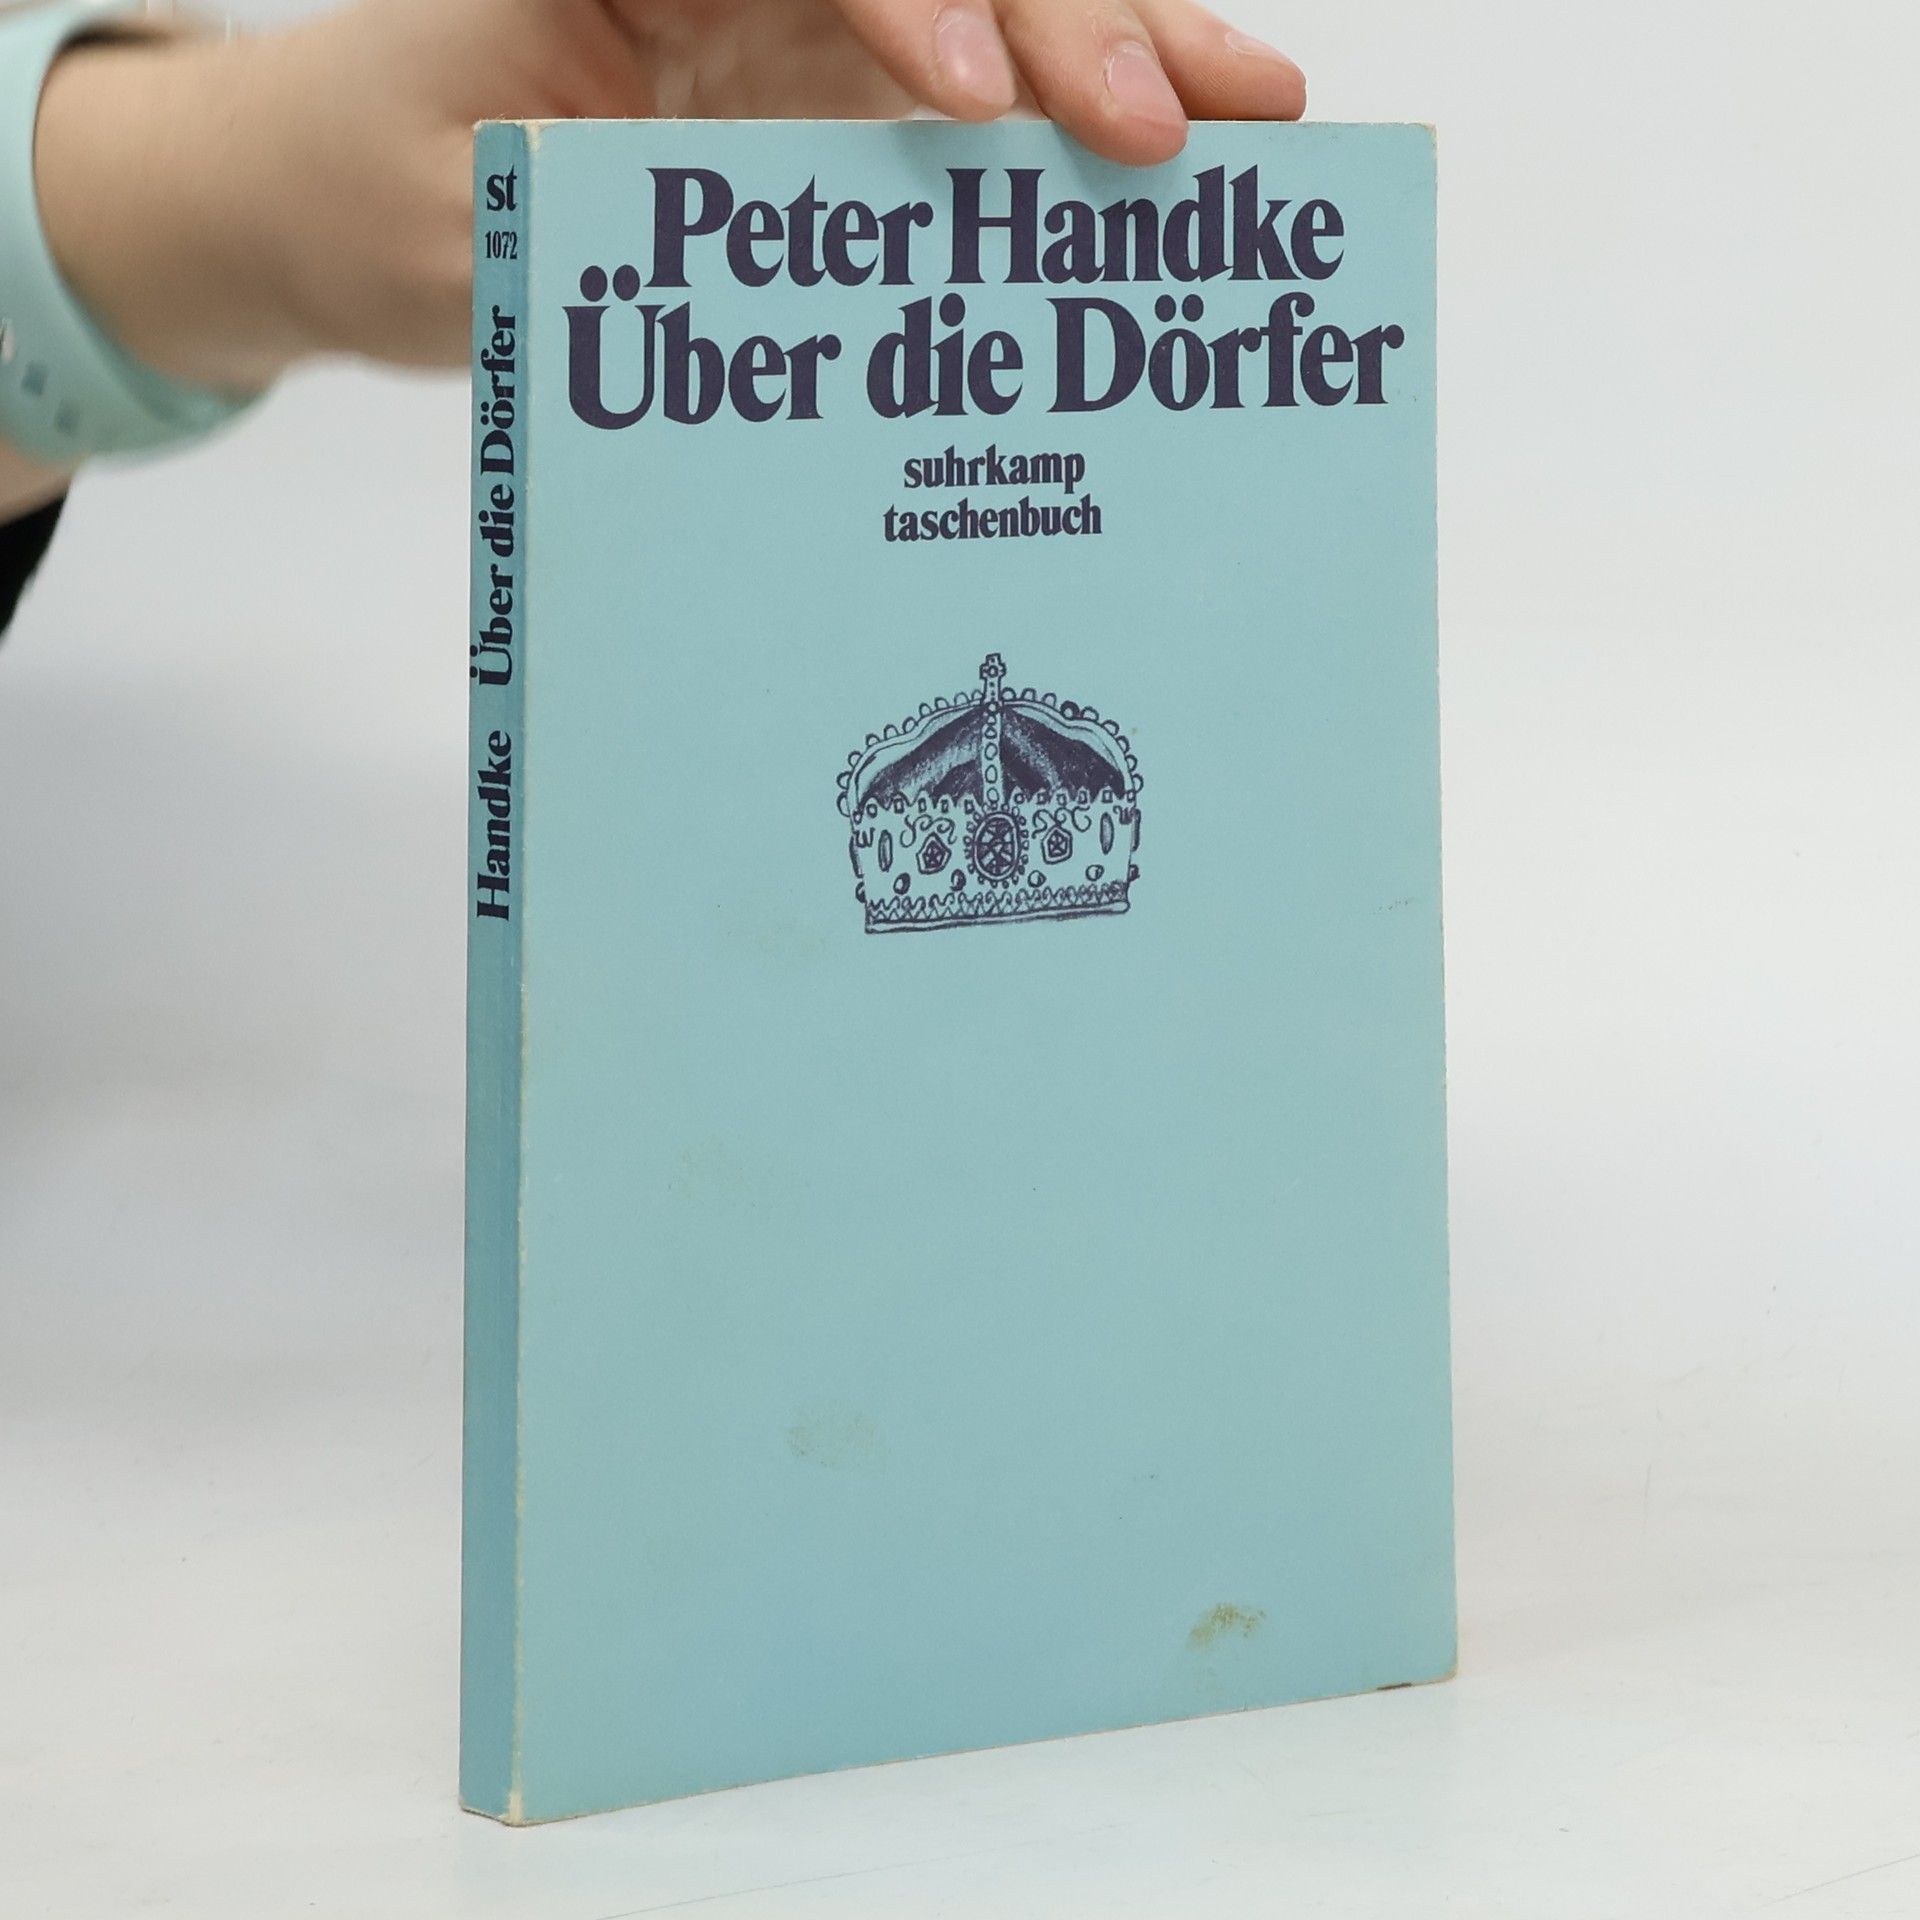 Peter Handke
Über die Dörfer
suhrkamp
taschenbuch
st
1072
Handke Über die Dörfer